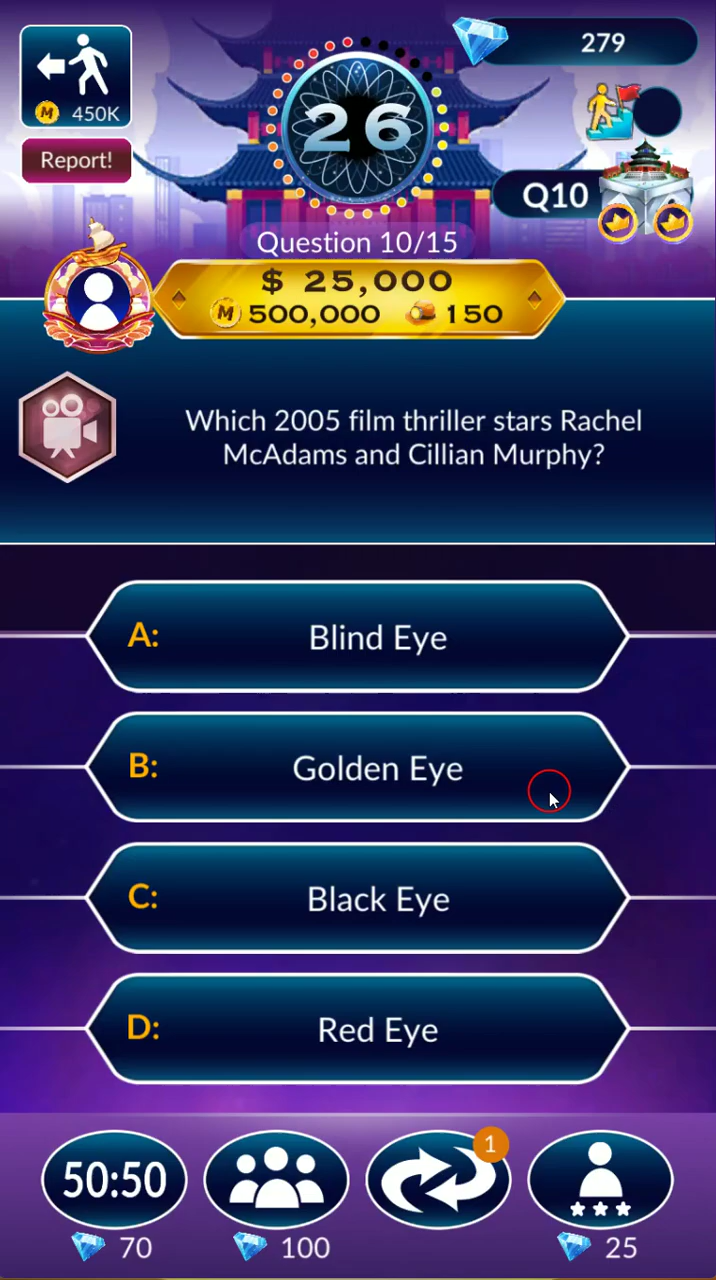 279
M 450K
26
Report!
Q10
Question 10/15
$ 25,000
M 500,000 150
Which 2005 film thriller stars Rachel
McAdams and Cillian Murphy?
A: Blind Eye
B: Golden Eye
C: Black Eye
D: Red Eye
1
50:50
70 100 25